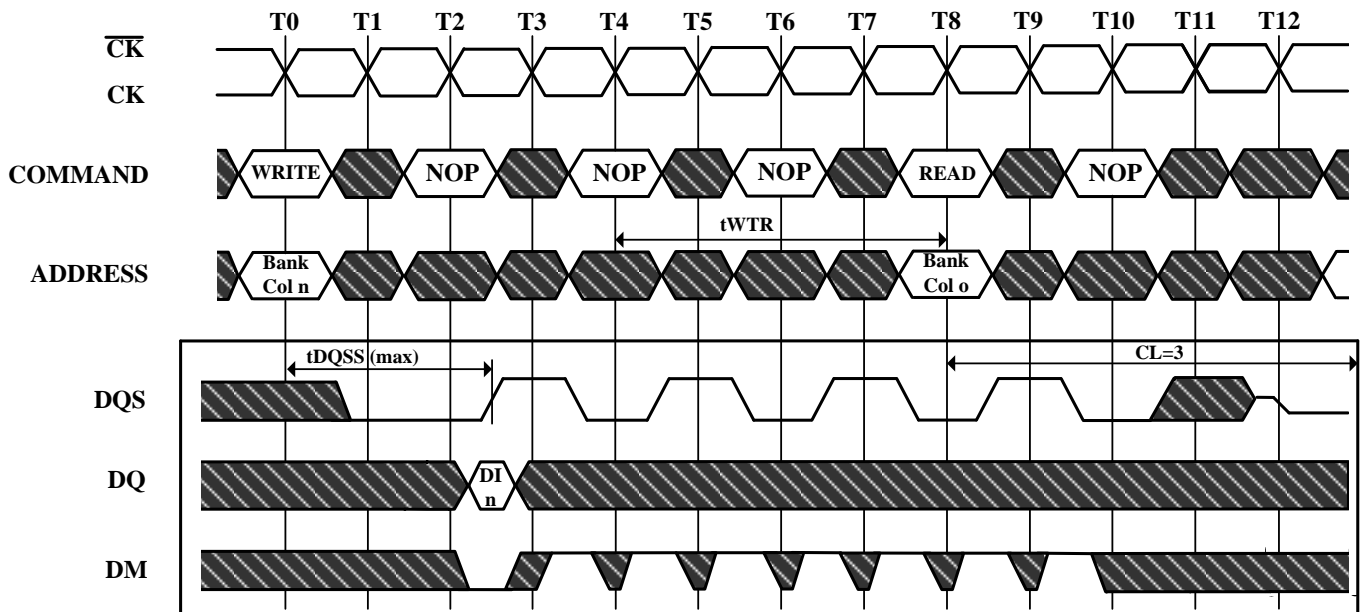 T0 T1 T2 T3 T4 T5 T6 T7 T8 T9 T10 T11 T12
CK
CK
COMMAND WRITE NOP NOP NOP READ NOP
tWTR
ADDRESS Bank Col n Bank Col o
tDQSS (max) CL=3
DQS
DQ DI n
DM